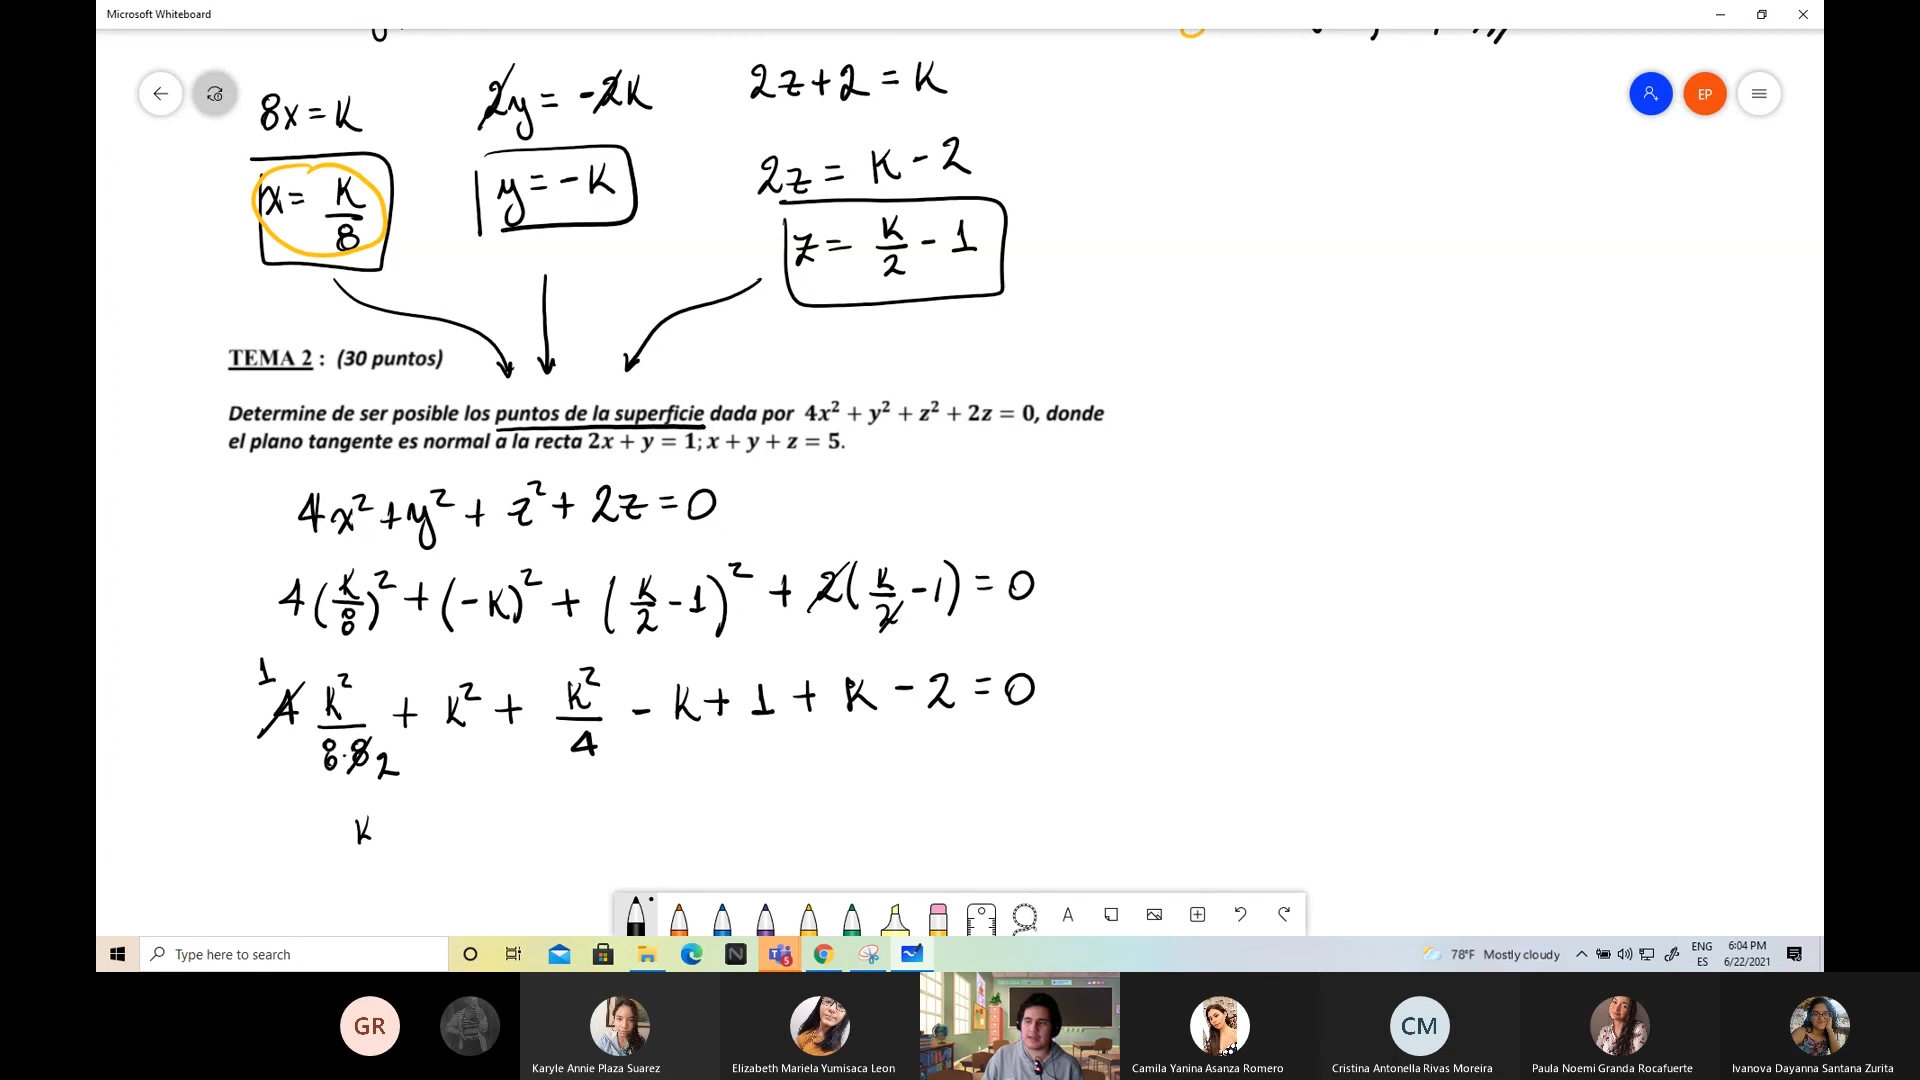 Microsoft Whiteboard
EP
8x = K
2y = -2K
2z + 2 = K
x = K/8
y = -K
2z = K - 2
z = K/2 - 1
TEMA 2 : (30 puntos)
Determine de ser posible los puntos de la superficie dada por 4x² + y² + z² + 2z = 0, donde
el plano tangente es normal a la recta 2x + y = 1; x + y + z = 5.
4x² + y² + z² + 2z = 0
4(K/8)² + (-K)² + (K/2 - 1)² + 2(K/2 - 1) = 0
1
4 K²/8·8 2 + K² + K²/4 - K + 1 + K - 2 = 0
K
A
Type here to search
N
5
78°F Mostly cloudy
ENG
ES
6:04 PM
6/22/2021
GR
CM
Karyle Annie Plaza Suarez
Elizabeth Mariela Yumisaca Leon
Camila Yanina Asanza Romero
Cristina Antonella Rivas Moreira
Paula Noemi Granda Rocafuerte
Ivanova Dayanna Santana Zurita